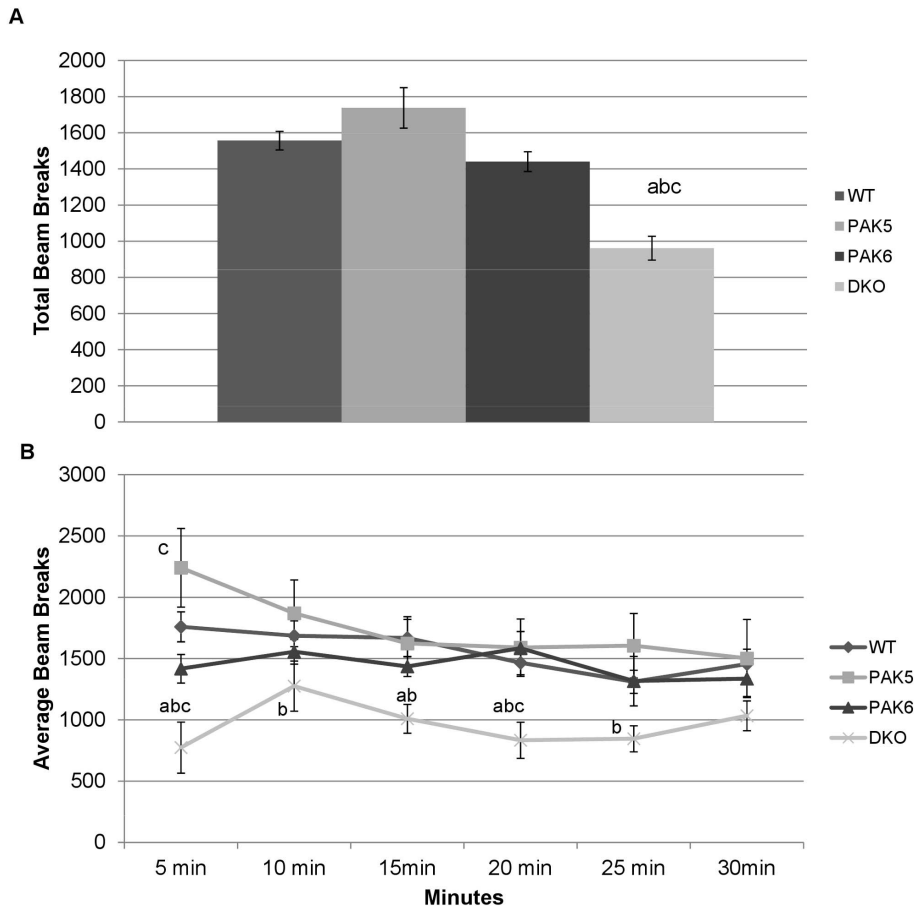 A
2000
1800
1600
1400
1200
1000
800
600
400
200
0
Total Beam Breaks
abc
WT
PAK5
PAK6
DKO
B
3000
2500
2000
1500
1000
500
0
Average Beam Breaks
c
abc
b
ab
abc
b
WT
PAK5
PAK6
DKO
5 min 10 min 15min 20 min 25 min 30min
Minutes